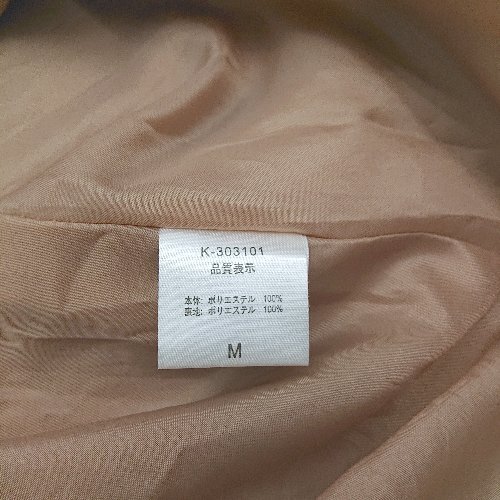 K-303101
品質表示
本体: ポリエステル 100%
裏地: ポリエステル 100%
M